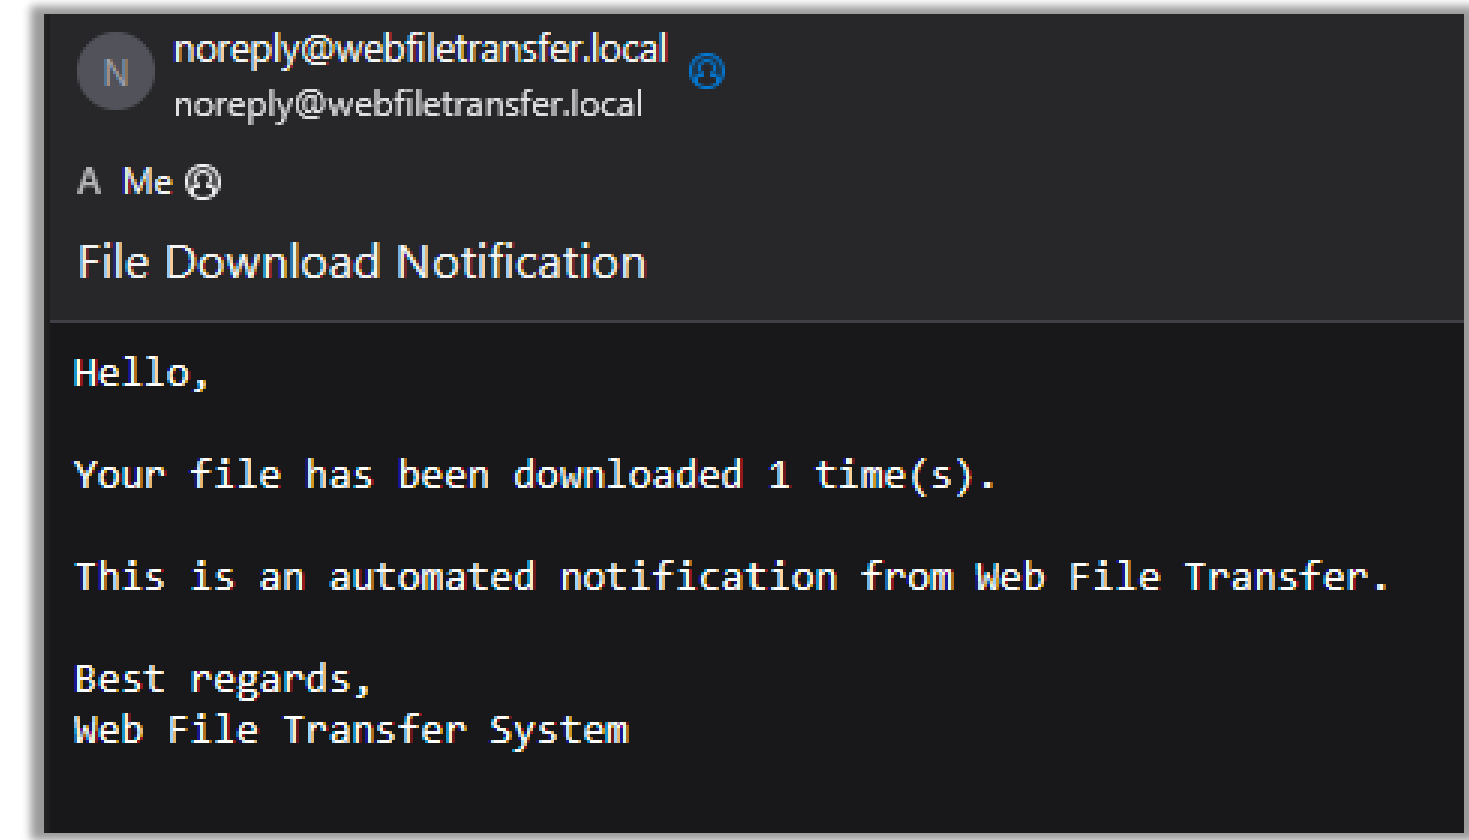 N
noreply@webfiletransfer.local
noreply@webfiletransfer.local
A Me
File Download Notification
Hello,
Your file has been downloaded 1 time(s).
This is an automated notification from Web File Transfer.
Best regards,
Web File Transfer System